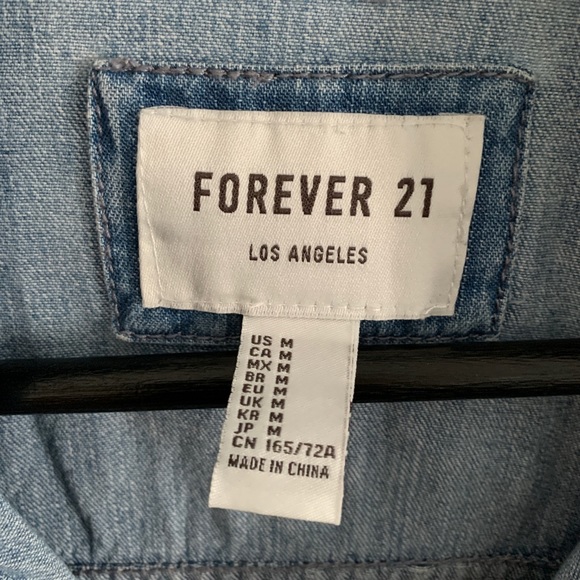 FOREVER 21
LOS ANGELES
US M
CA M
MX M
BR M
EU M
UK M
KR M
JP M
CN 165/72A
MADE IN CHINA